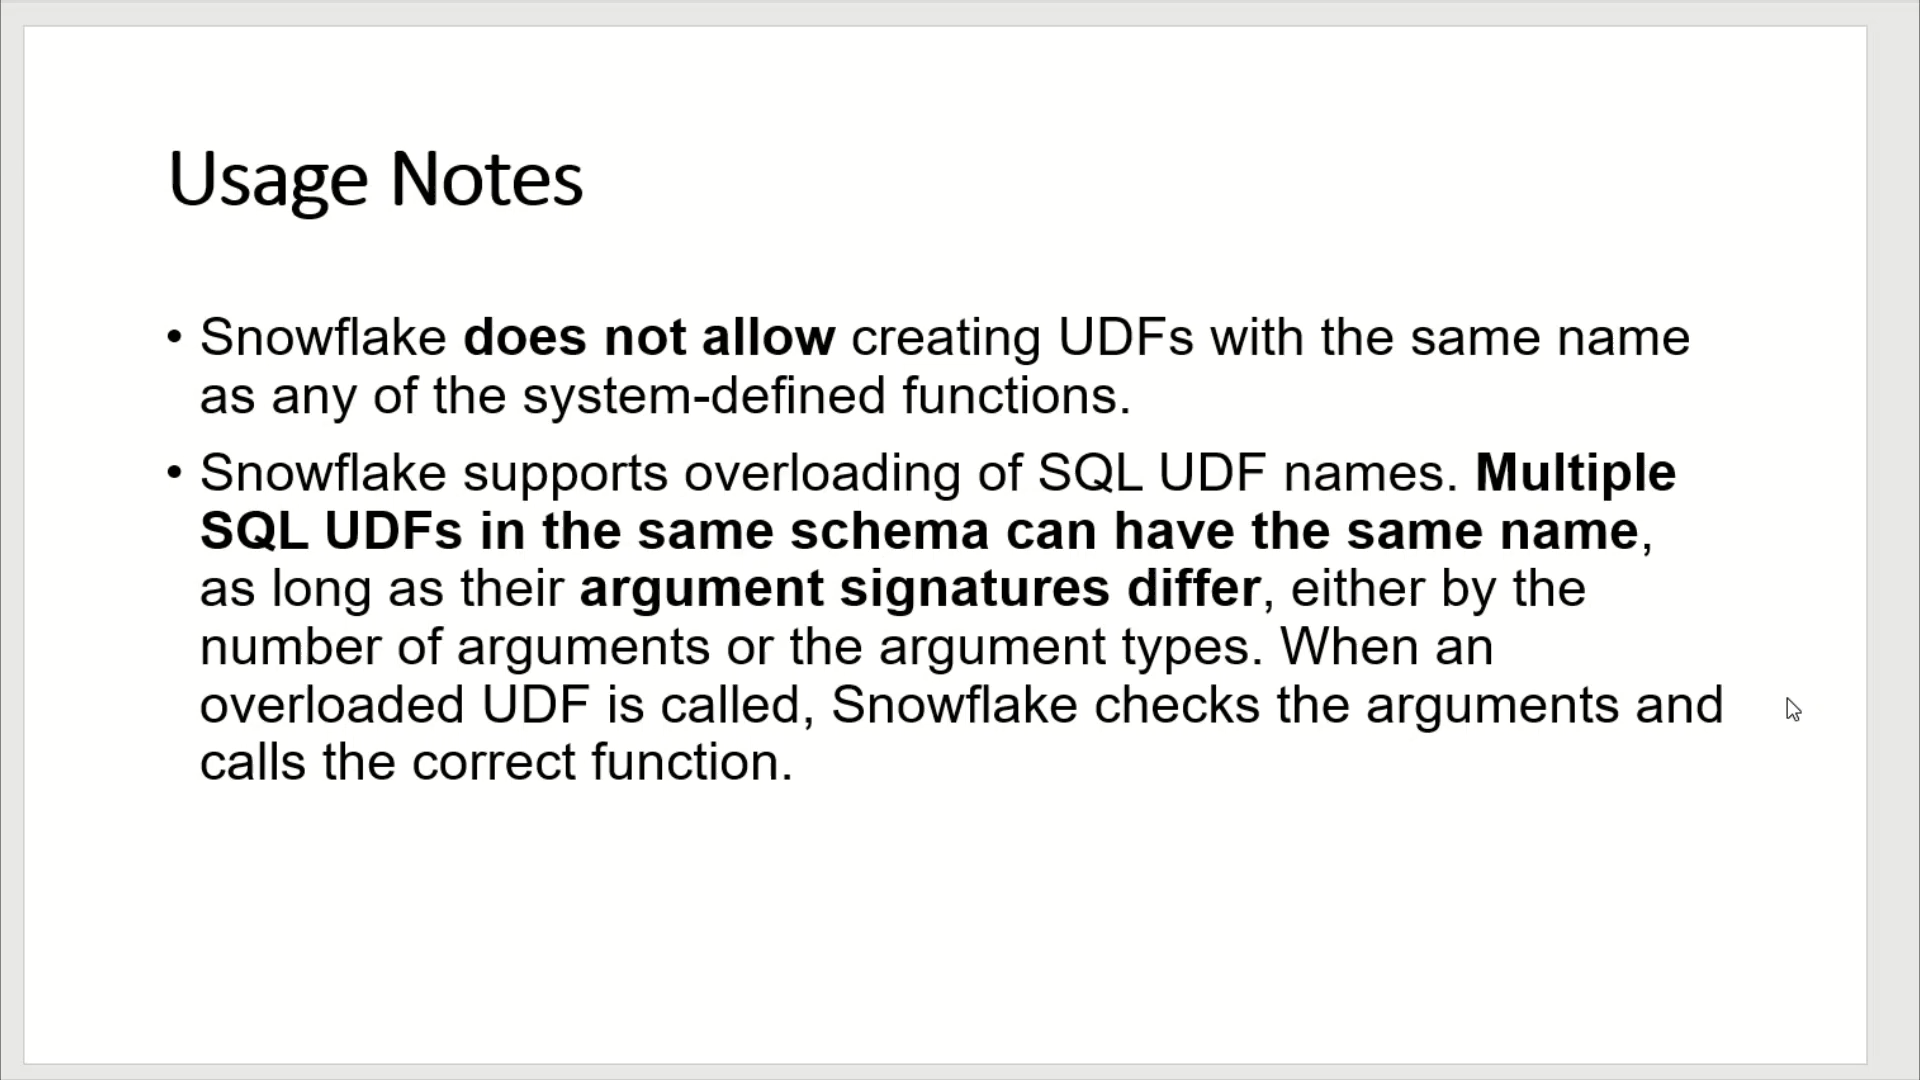 Usage Notes
• Snowflake does not allow creating UDFs with the same name
as any of the system-defined functions.
• Snowflake supports overloading of SQL UDF names. Multiple
SQL UDFs in the same schema can have the same name,
as long as their argument signatures differ, either by the
number of arguments or the argument types. When an
overloaded UDF is called, Snowflake checks the arguments and
calls the correct function.